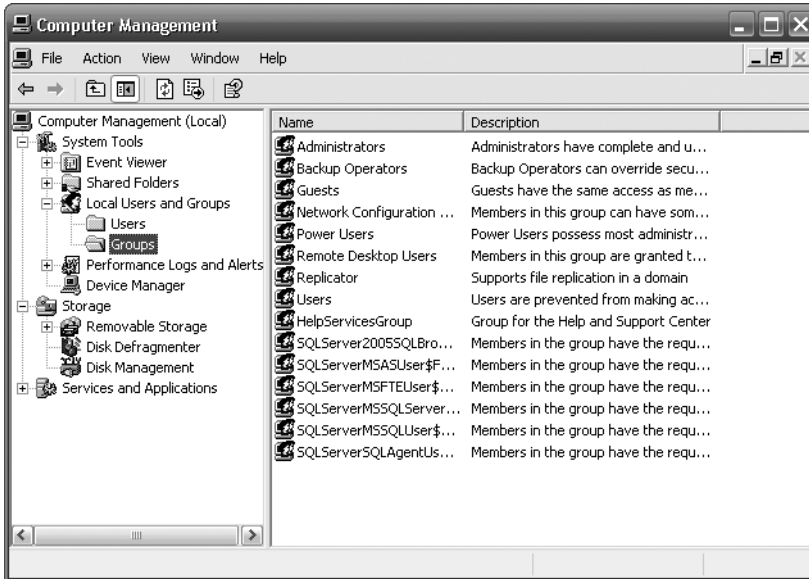 Computer Management
File Action View Window Help
Computer Management (Local)
System Tools
Event Viewer
Shared Folders
Local Users and Groups
Users
Groups
Performance Logs and Alerts
Device Manager
Storage
Removable Storage
Disk Defragmenter
Disk Management
Services and Applications
Name Description
Administrators Administrators have complete and u...
Backup Operators Backup Operators can override secu...
Guests Guests have the same access as me...
Network Configuration ... Members in this group can have som...
Power Users Power Users possess most administr...
Remote Desktop Users Members in this group are granted t...
Replicator Supports file replication in a domain
Users Users are prevented from making ac...
HelpServicesGroup Group for the Help and Support Center
SQLServer2005SQLBro... Members in the group have the requ...
SQLServerMSASUser$F... Members in the group have the requ...
SQLServerMSFTEUser$... Members in the group have the requ...
SQLServerMSSQLServer... Members in the group have the requ...
SQLServerMSSQLUser$... Members in the group have the requ...
SQLServerSQLAgentUs... Members in the group have the requ...